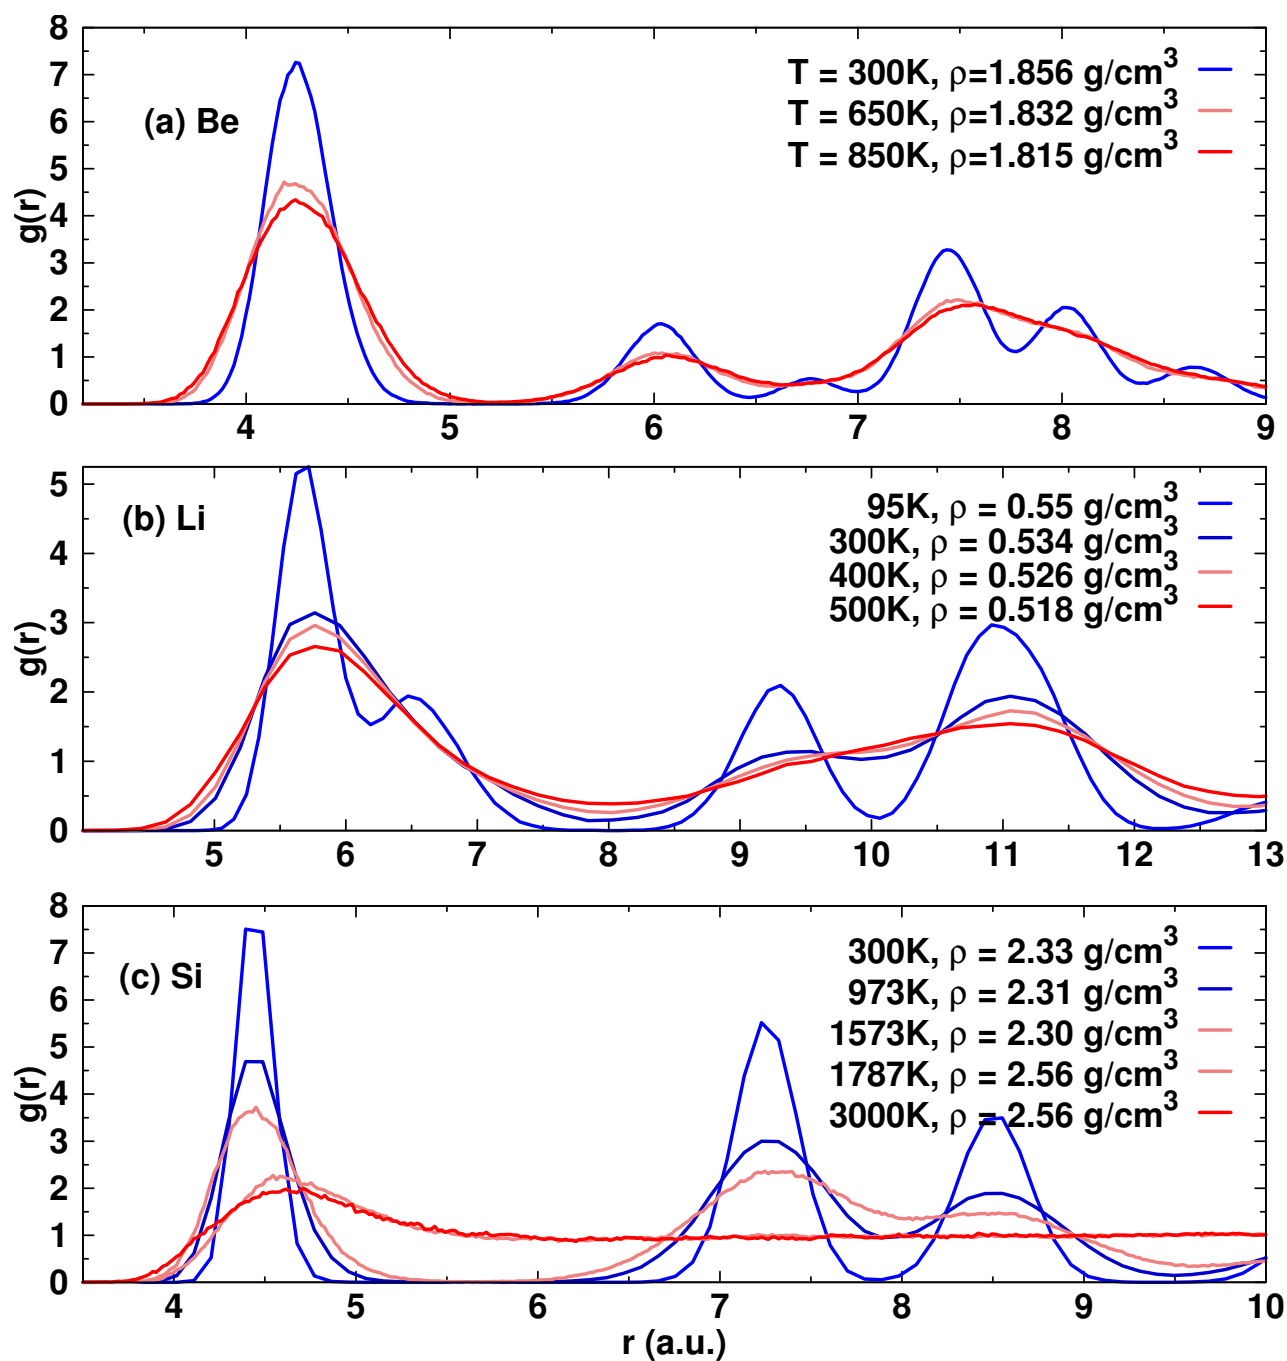 8
7
6
5
4
3
2
1
0
g(r)
(a) Be
T = 300K, ρ=1.856 g/cm³
T = 650K, ρ=1.832 g/cm³
T = 850K, ρ=1.815 g/cm³
4 5 6 7 8 9
5
4
3
2
1
0
g(r)
(b) Li
95K, ρ = 0.55 g/cm³
300K, ρ = 0.534 g/cm³
400K, ρ = 0.526 g/cm³
500K, ρ = 0.518 g/cm³
5 6 7 8 9 10 11 12 13
8
7
6
5
4
3
2
1
0
g(r)
(c) Si
300K, ρ = 2.33 g/cm³
973K, ρ = 2.31 g/cm³
1573K, ρ = 2.30 g/cm³
1787K, ρ = 2.56 g/cm³
3000K, ρ = 2.56 g/cm³
4 5 6 7 8 9 10
r (a.u.)